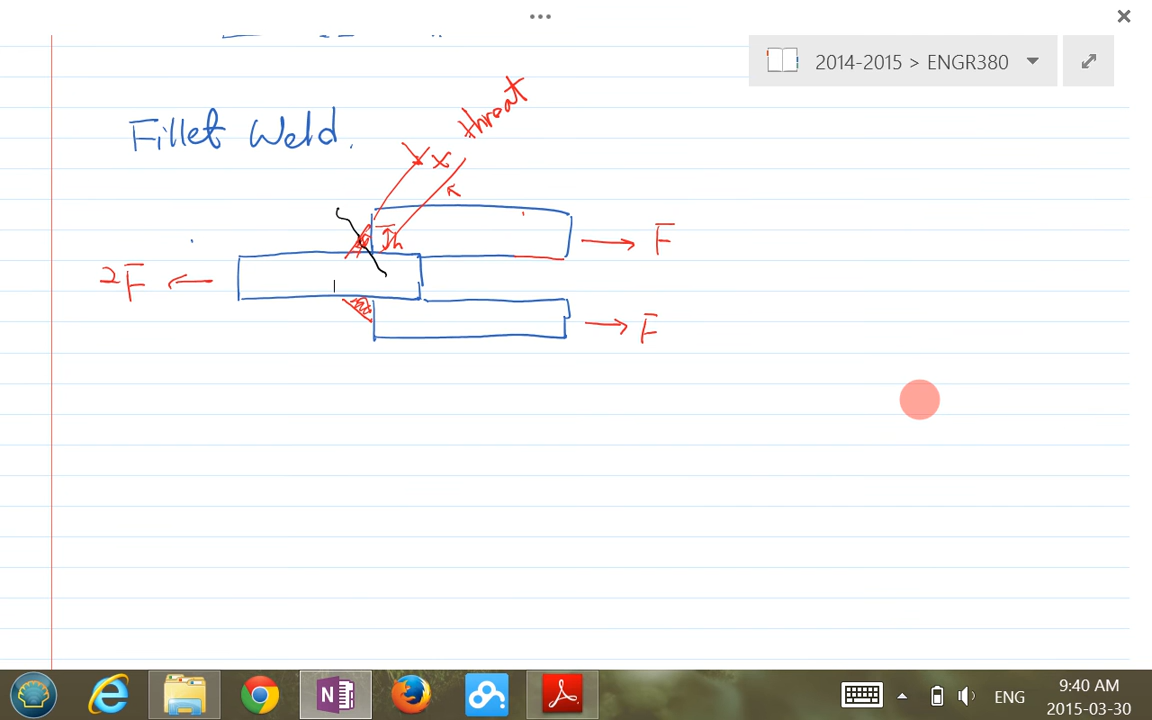 2014-2015 > ENGR380
throat
Fillet Weld.
h
F
2F
F
ENG
9:40 AM
2015-03-30